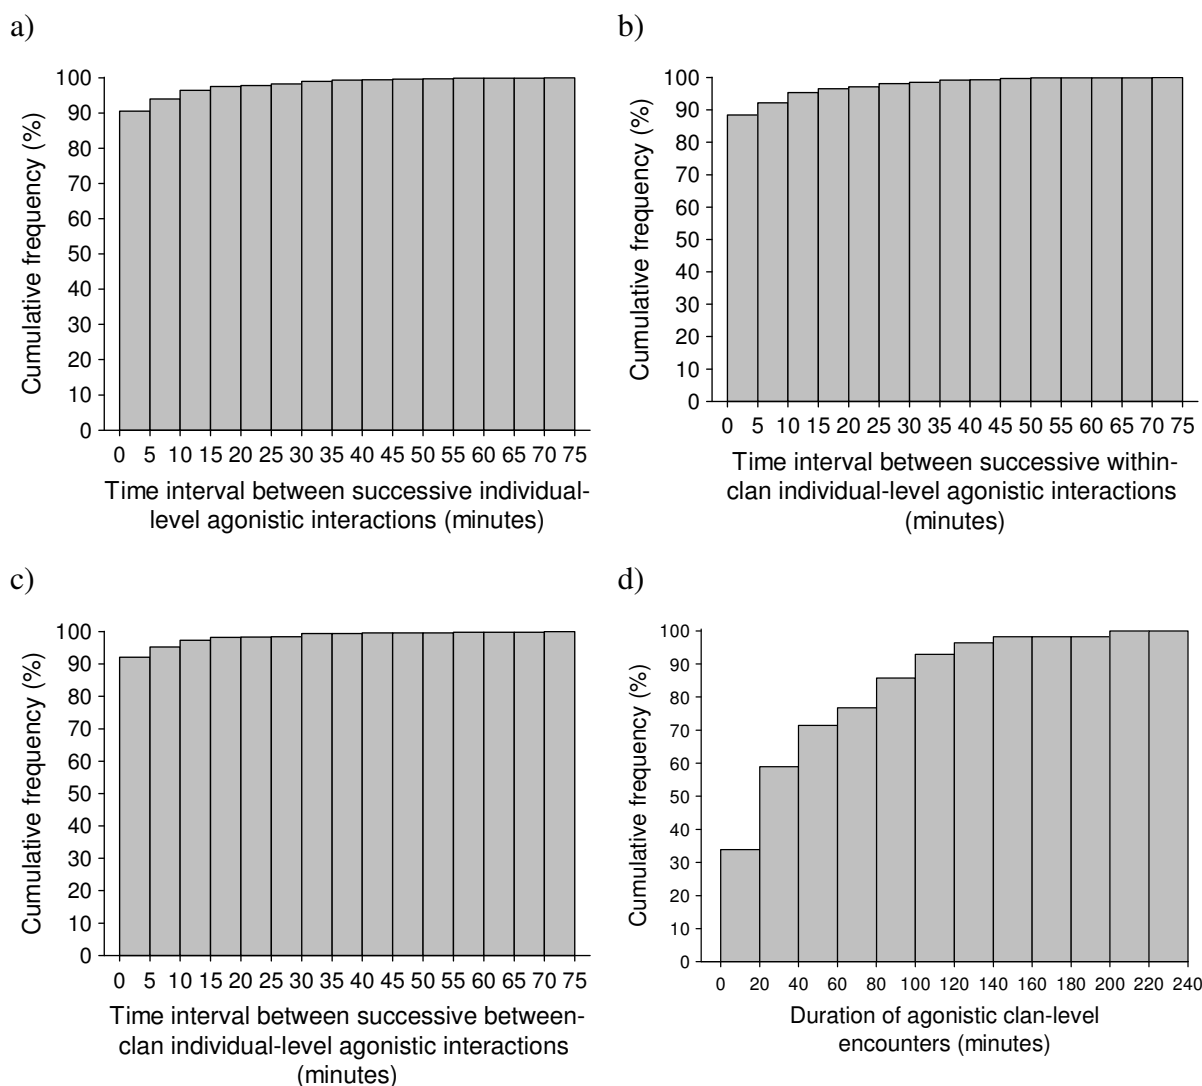 a)
Cumulative frequency (%)
100
90
80
70
60
50
40
30
20
10
0
0 5 10 15 20 25 30 35 40 45 50 55 60 65 70 75
Time interval between successive individual-
level agonistic interactions (minutes)
b)
Cumulative frequency (%)
100
90
80
70
60
50
40
30
20
10
0
0 5 10 15 20 25 30 35 40 45 50 55 60 65 70 75
Time interval between successive within-
clan individual-level agonistic interactions
(minutes)
c)
Cumulative frequency (%)
100
90
80
70
60
50
40
30
20
10
0
0 5 10 15 20 25 30 35 40 45 50 55 60 65 70 75
Time interval between successive between-
clan individual-level agonistic interactions
(minutes)
d)
Cumulative frequency (%)
100
90
80
70
60
50
40
30
20
10
0
0 20 40 60 80 100 120 140 160 180 200 220 240
Duration of agonistic clan-level
encounters (minutes)